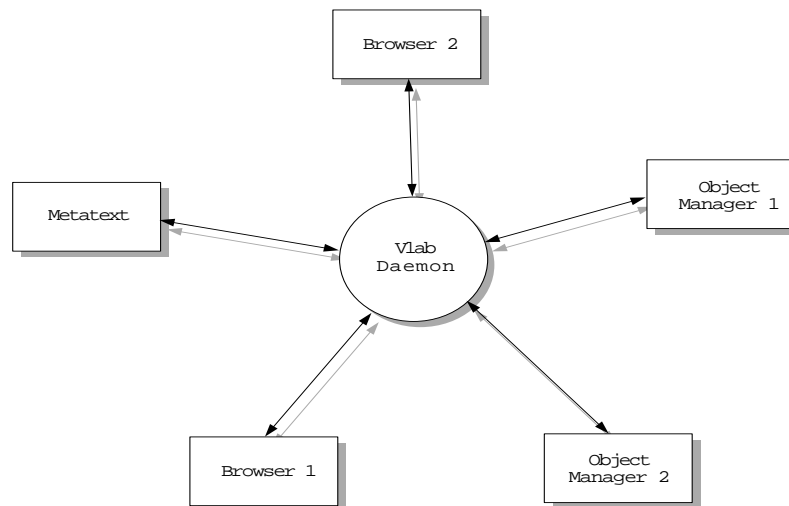 Browser 2
Object
Manager 1
Metatext
Vlab
Daemon
Browser 1
Object
Manager 2